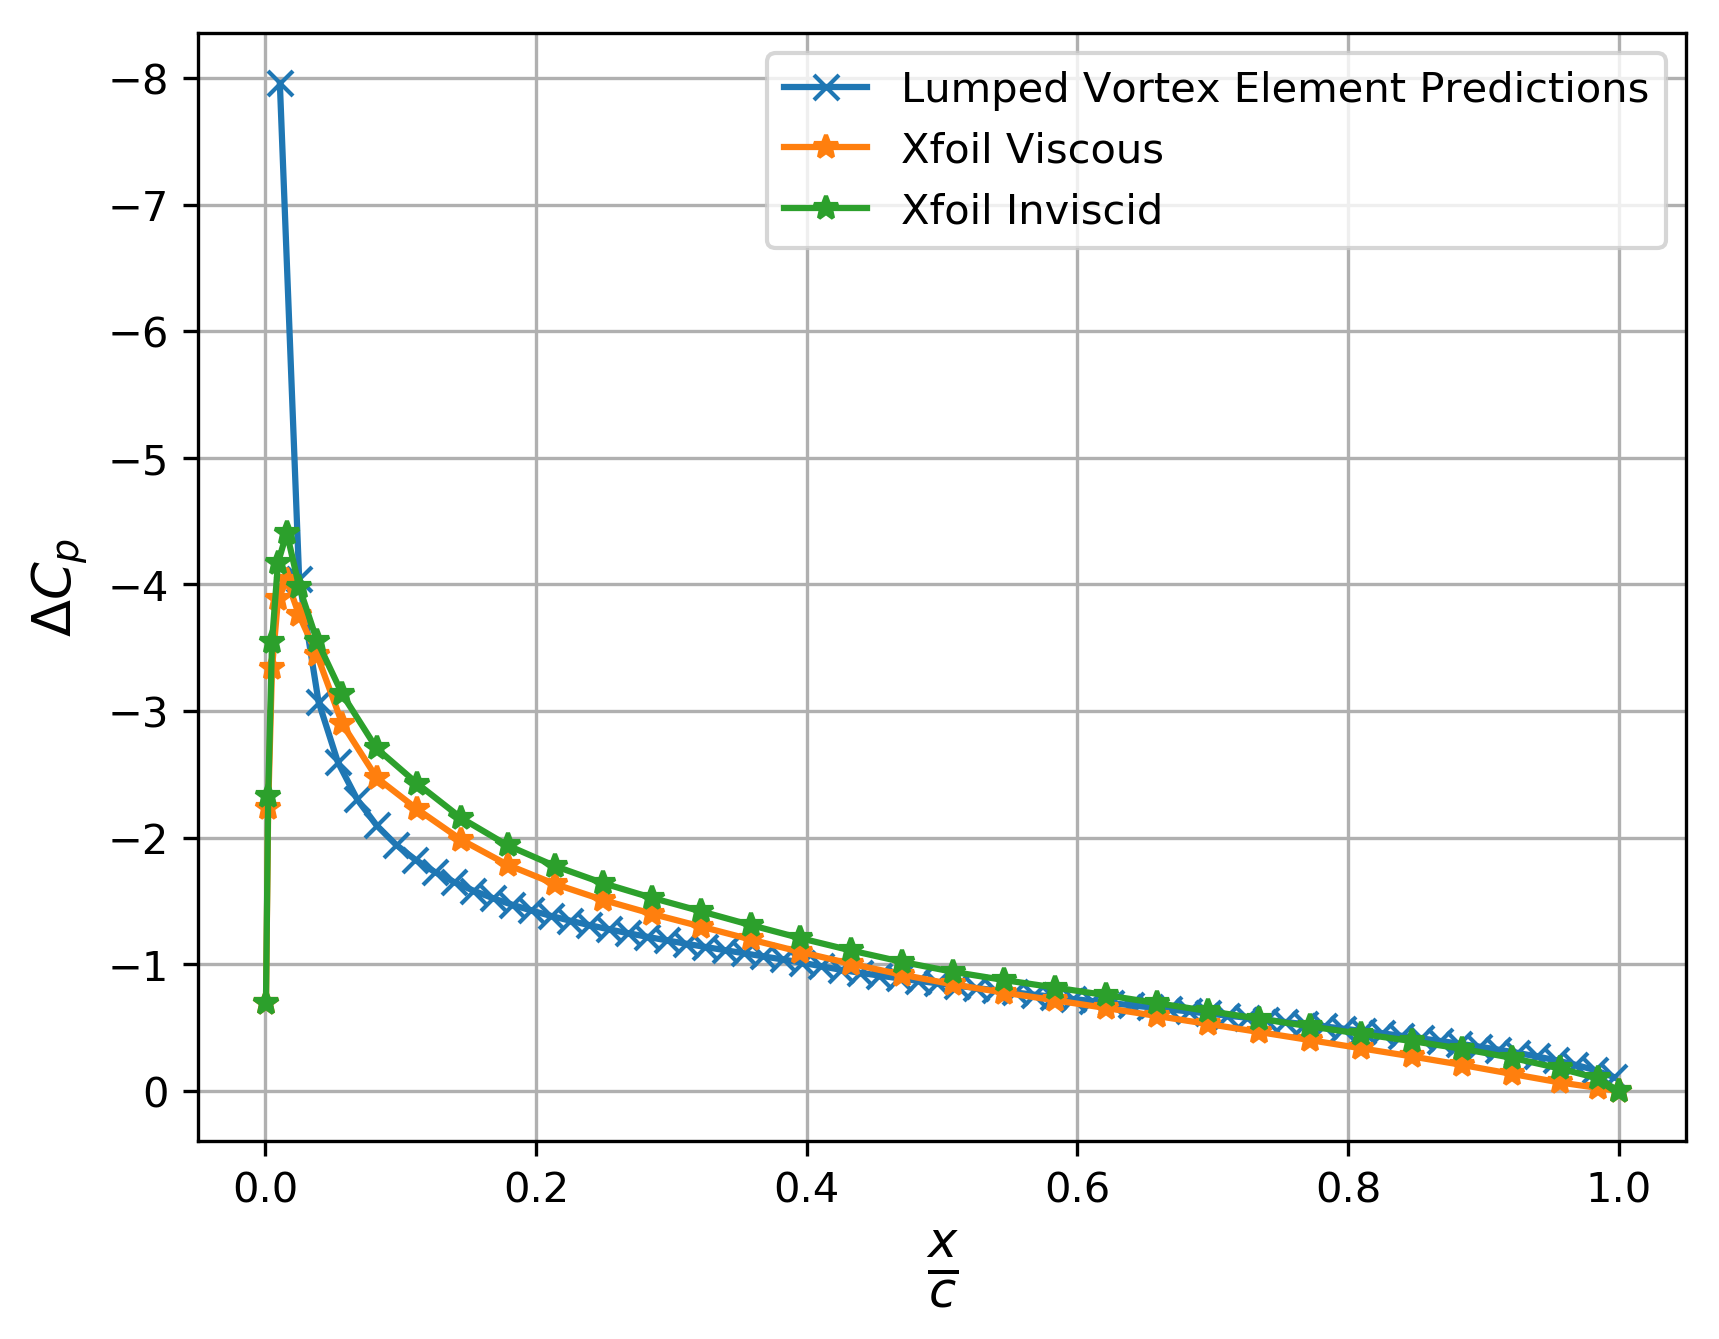 Lumped Vortex Element Predictions
Xfoil Viscous
Xfoil Inviscid
−8
−7
−6
−5
−4
−3
−2
−1
0
ΔCₚ
0.0 0.2 0.4 0.6 0.8 1.0
x
c